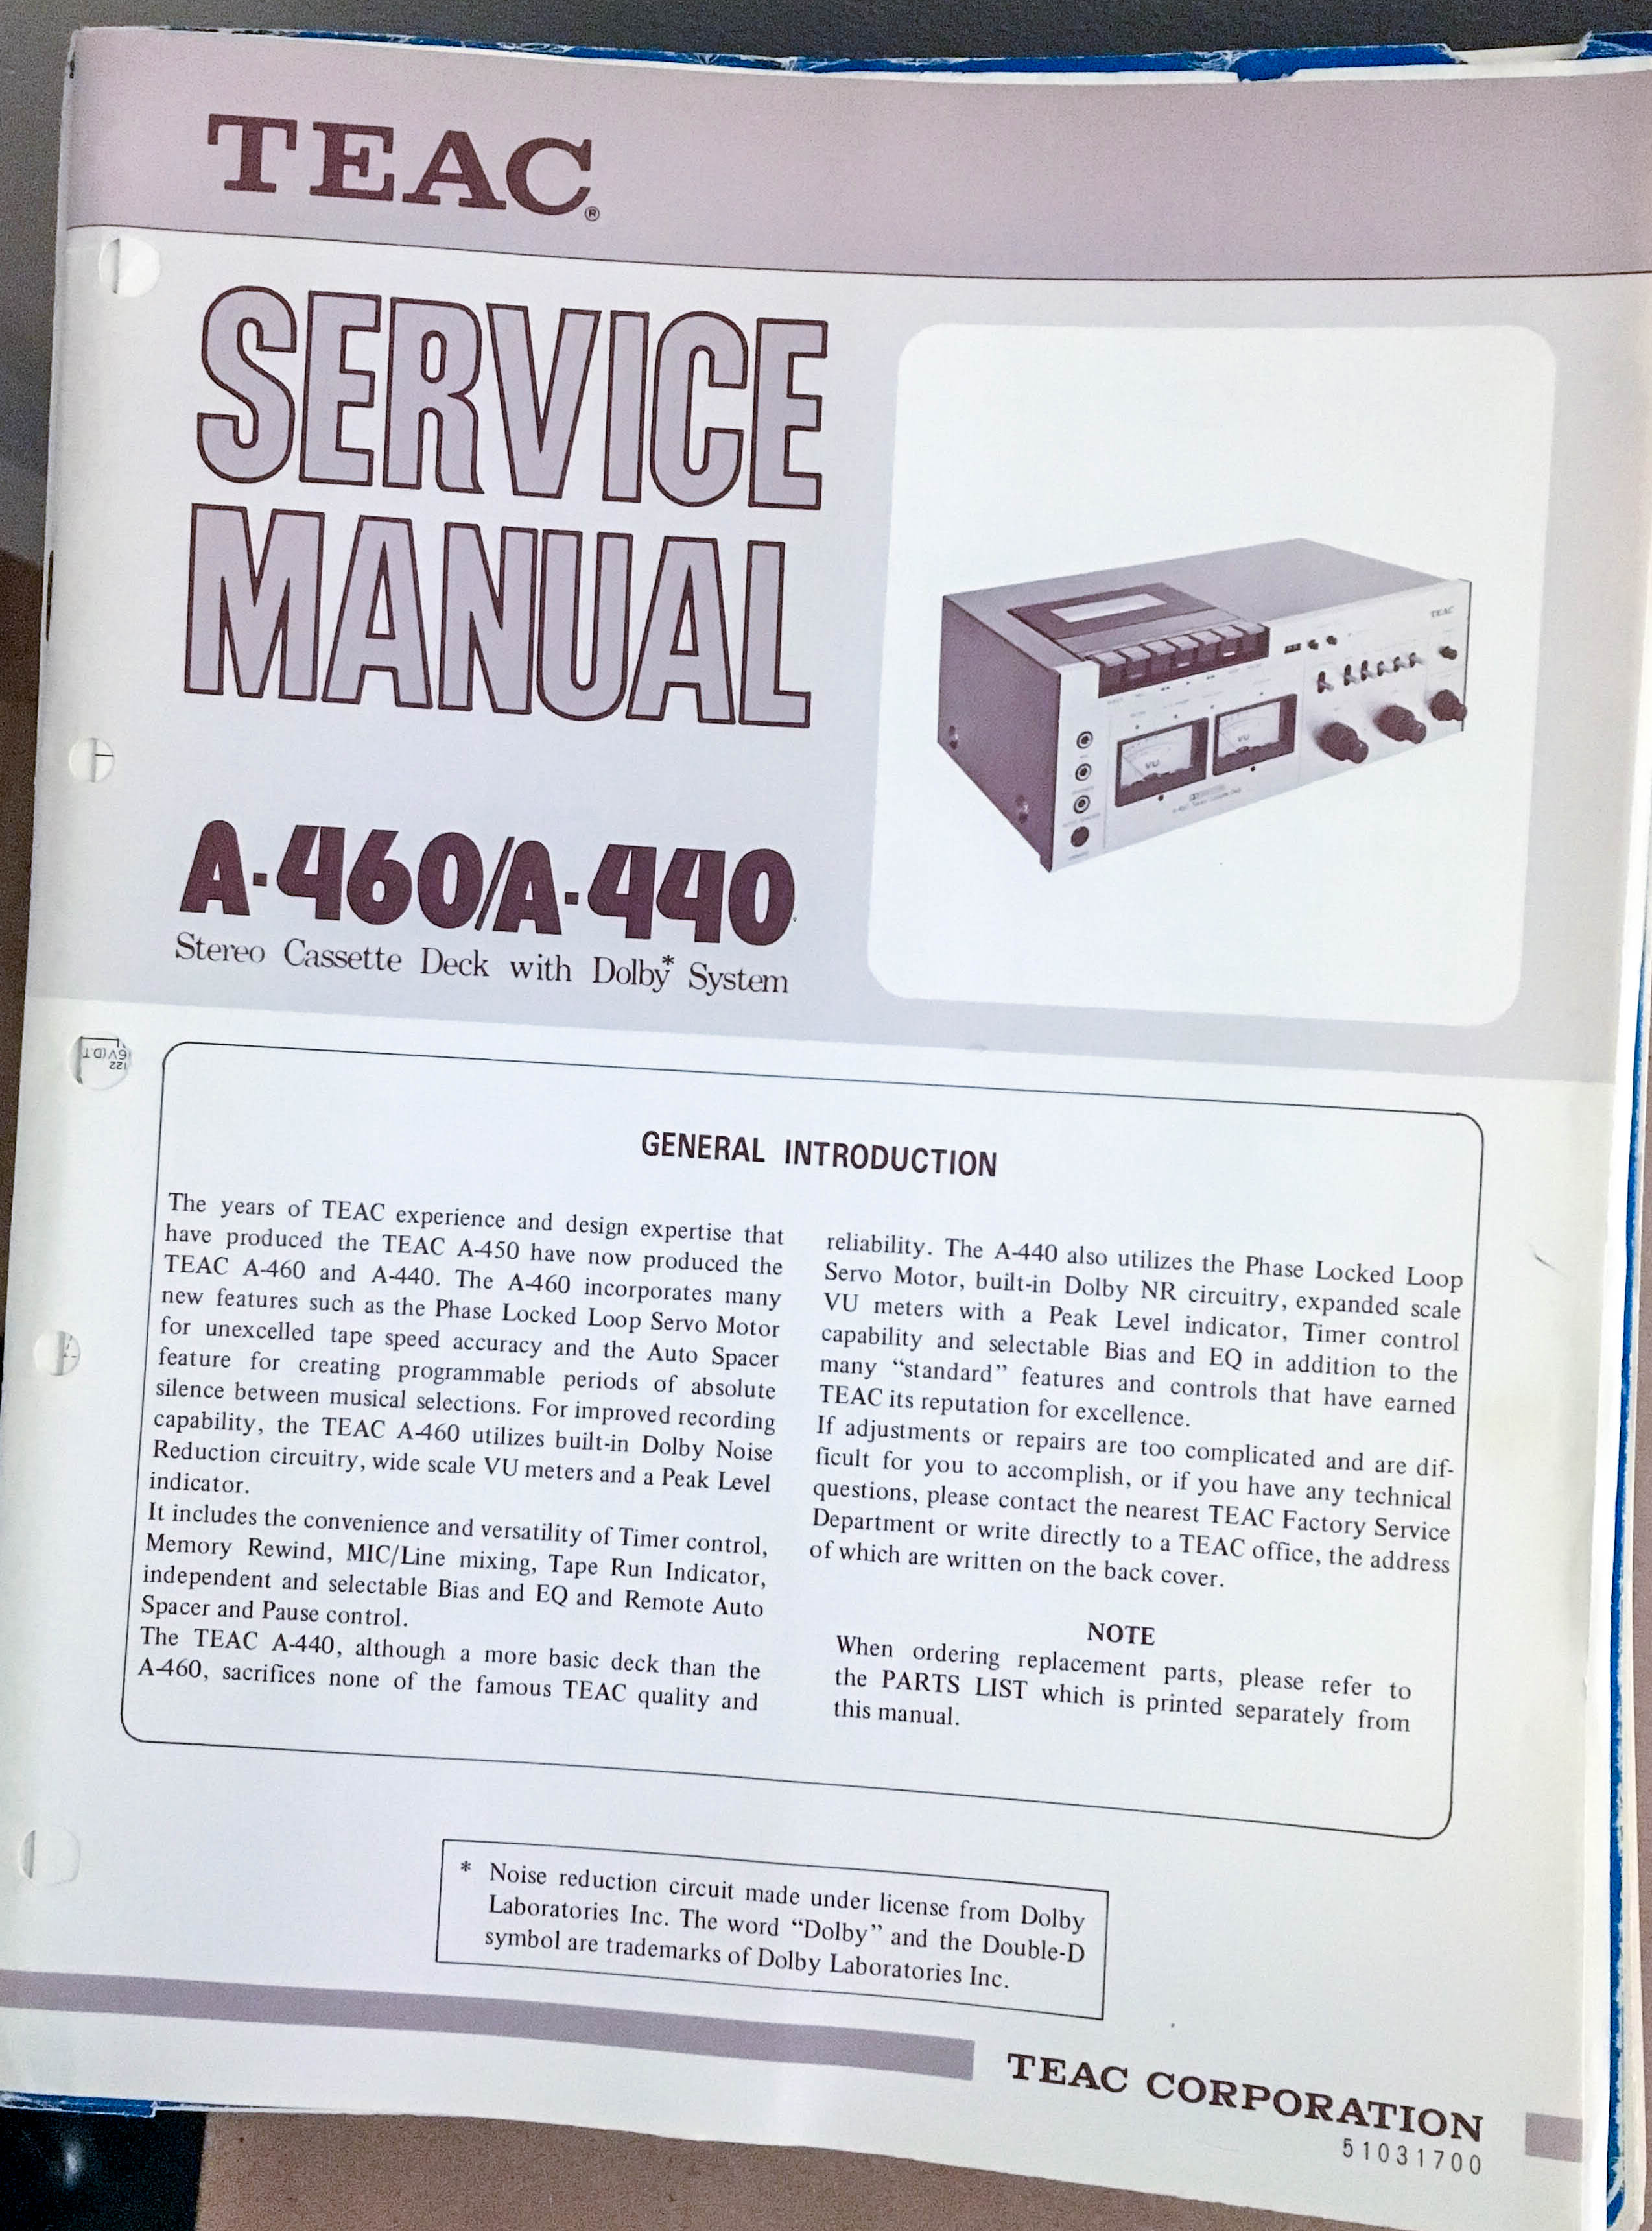 TEAC®
SERVICE
MANUAL
A-460/A-440
Stereo Cassette Deck with Dolby* System
TEAC
VU
VU
GENERAL INTRODUCTION
The years of TEAC experience and design expertise that
have produced the TEAC A-450 have now produced the
TEAC A-460 and A-440. The A-460 incorporates many
new features such as the Phase Locked Loop Servo Motor
for unexcelled tape speed accuracy and the Auto Spacer
feature for creating programmable periods of absolute
silence between musical selections. For improved recording
capability, the TEAC A-460 utilizes built-in Dolby Noise
Reduction circuitry, wide scale VU meters and a Peak Level
indicator.
It includes the convenience and versatility of Timer control,
Memory Rewind, MIC/Line mixing, Tape Run Indicator,
independent and selectable Bias and EQ and Remote Auto
Spacer and Pause control.
The TEAC A-440, although a more basic deck than the
A-460, sacrifices none of the famous TEAC quality and
reliability. The A-440 also utilizes the Phase Locked Loop
Servo Motor, built-in Dolby NR circuitry, expanded scale
VU meters with a Peak Level indicator, Timer control
capability and selectable Bias and EQ in addition to the
many “standard” features and controls that have earned
TEAC its reputation for excellence.
If adjustments or repairs are too complicated and are dif-
ficult for you to accomplish, or if you have any technical
questions, please contact the nearest TEAC Factory Service
Department or write directly to a TEAC office, the address
of which are written on the back cover.
NOTE
When ordering replacement parts, please refer to
the PARTS LIST which is printed separately from
this manual.
* Noise reduction circuit made under license from Dolby
Laboratories Inc. The word “Dolby” and the Double-D
symbol are trademarks of Dolby Laboratories Inc.
TEAC CORPORATION
51031700